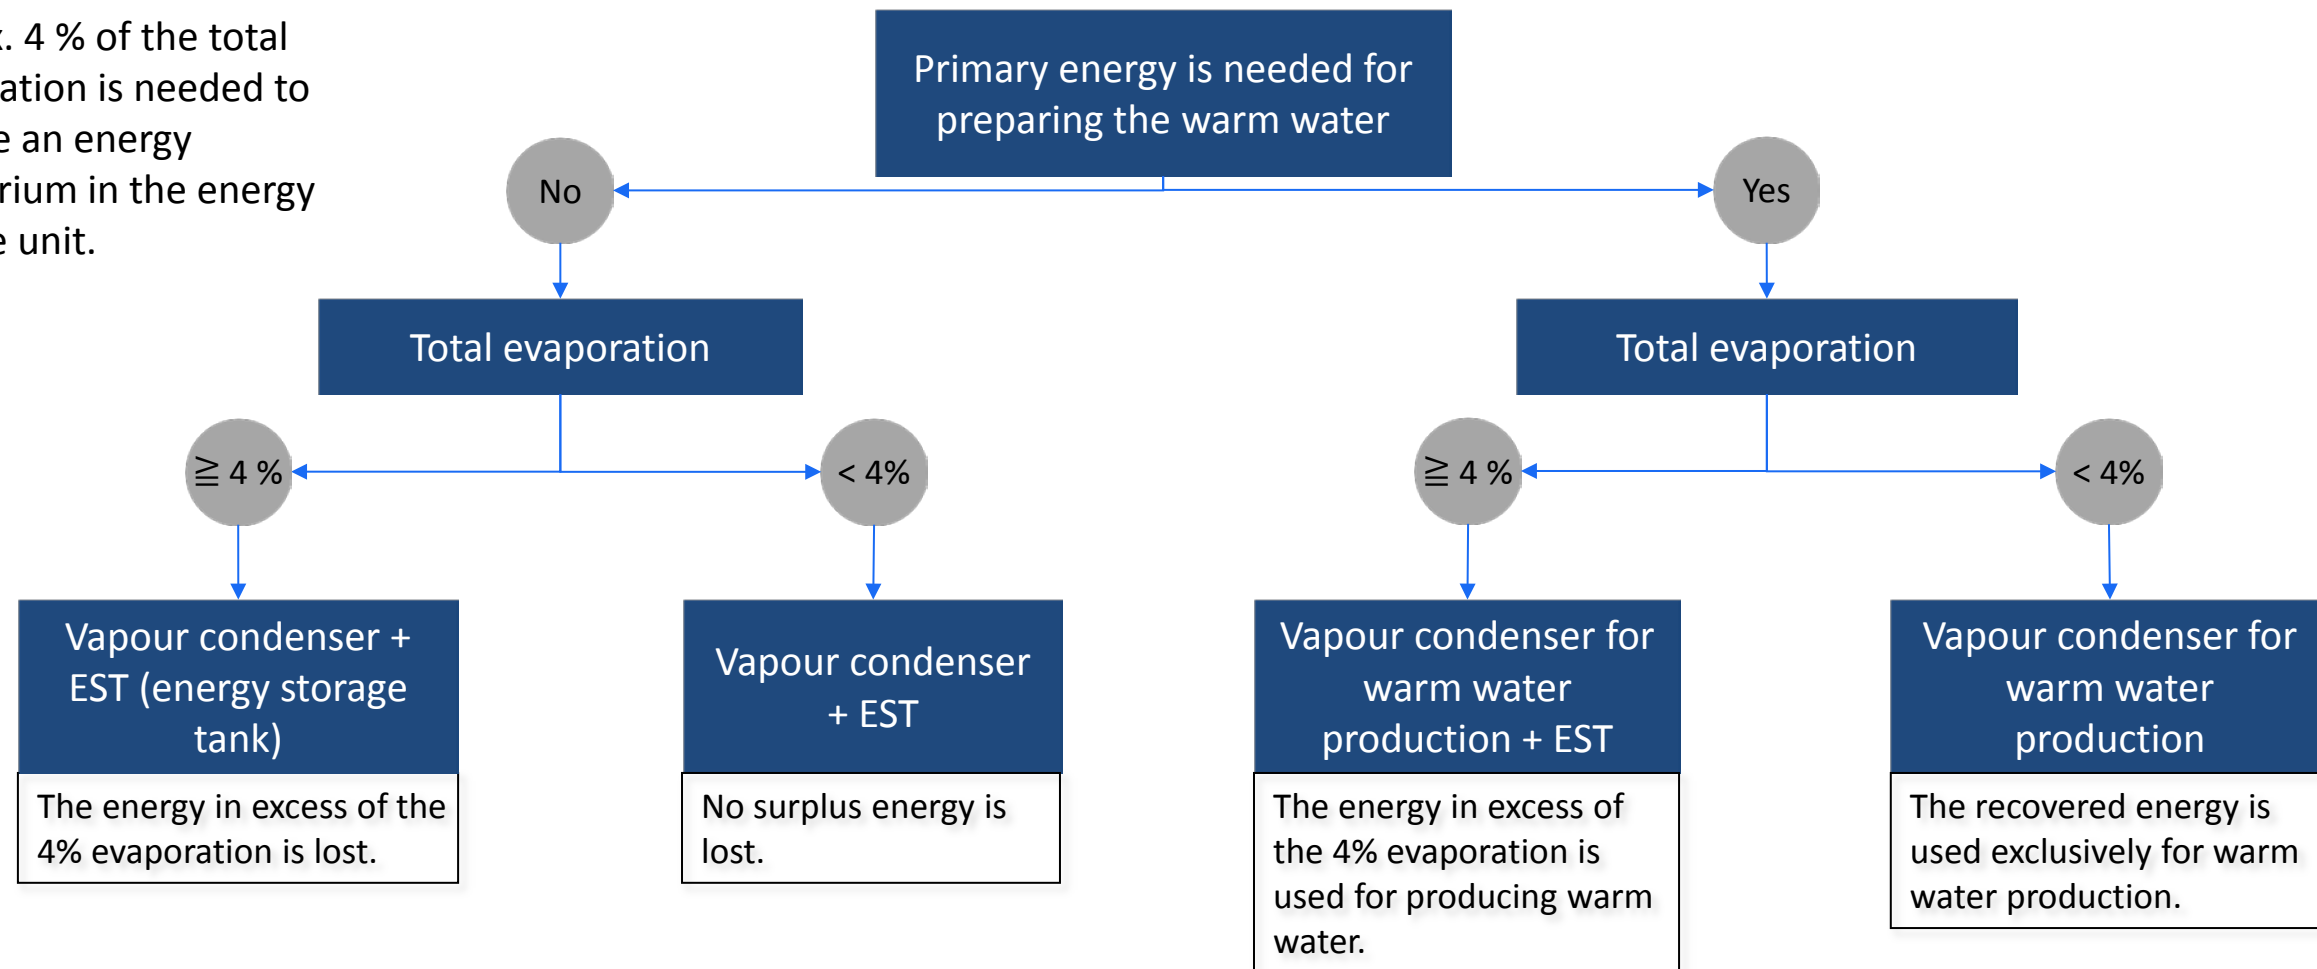 . 4 % of the total
ation is needed to
e an energy
rium in the energy
e unit.
Primary energy is needed for
preparing the warm water
No
Yes
Total evaporation
Total evaporation
≧ 4 %
< 4%
≧ 4 %
< 4%
Vapour condenser +
EST (energy storage
tank)
Vapour condenser
+ EST
Vapour condenser for
warm water
production + EST
Vapour condenser for
warm water
production
The energy in excess of the
4% evaporation is lost.
No surplus energy is
lost.
The energy in excess of
the 4% evaporation is
used for producing warm
water.
The recovered energy is
used exclusively for warm
water production.